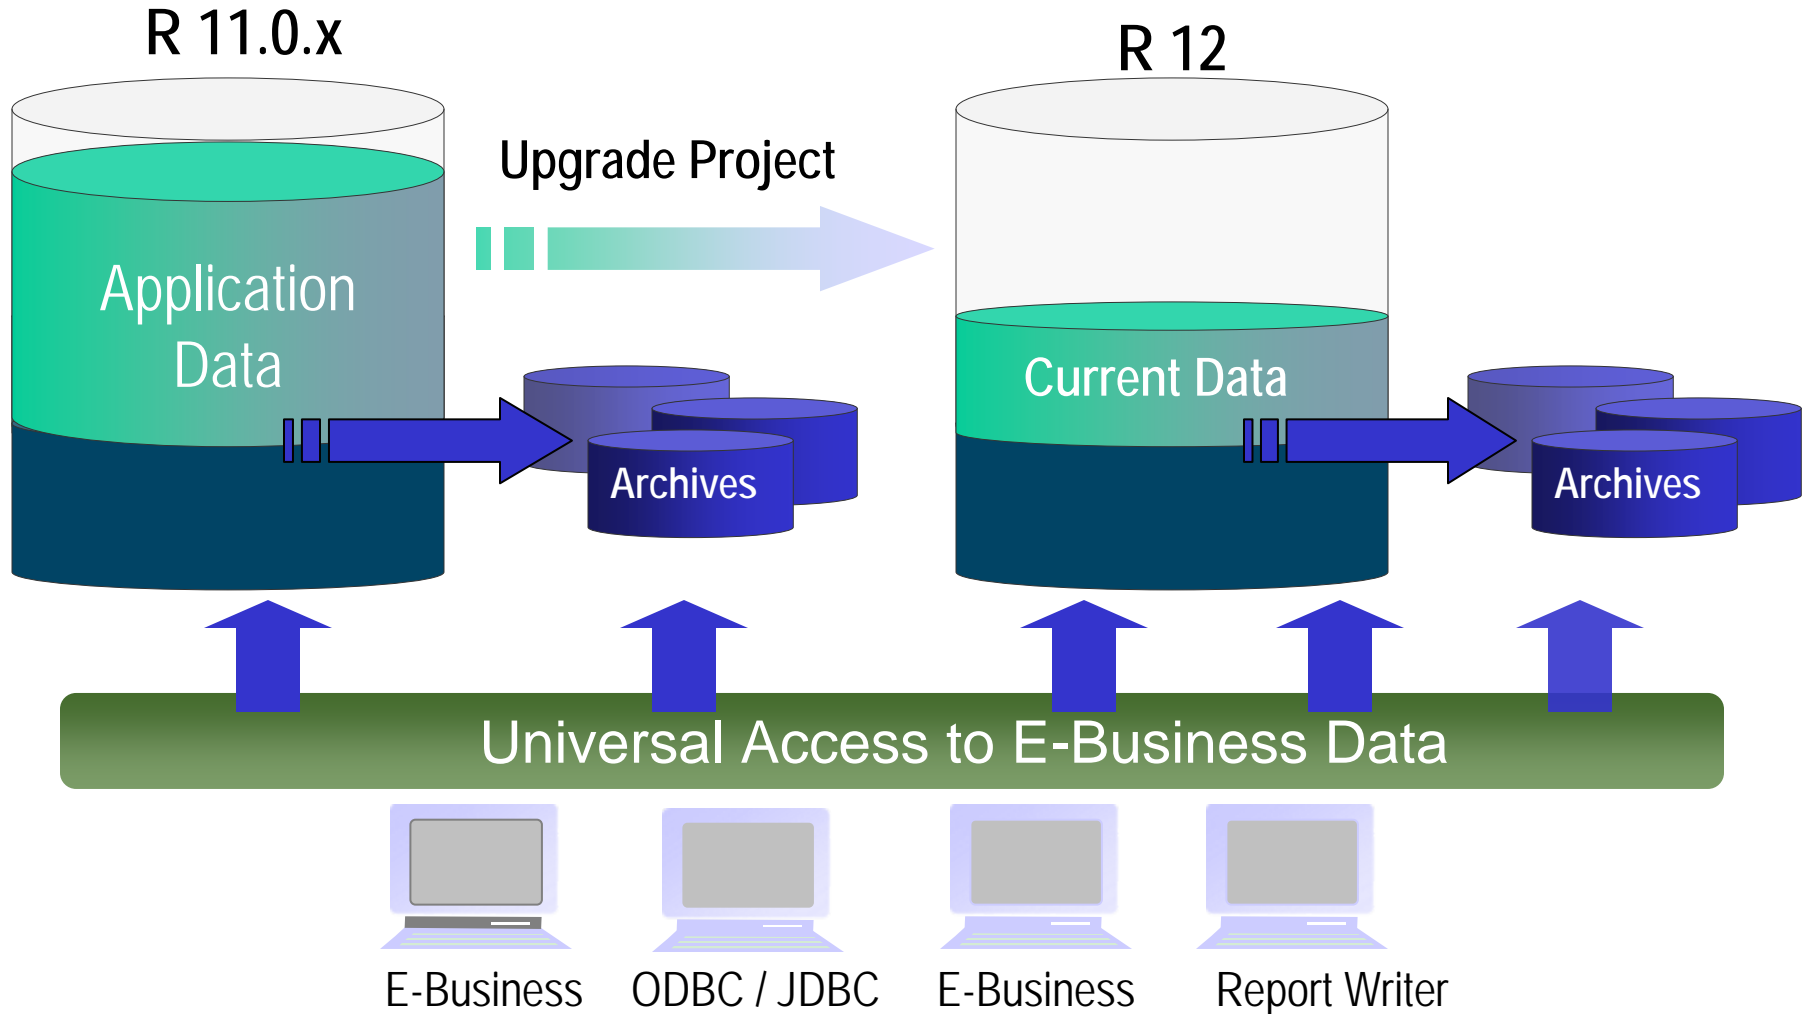 R 11.0.x
R 12
Upgrade Project
Application
Data
Current Data
Archives
Archives
Universal Access to E-Business Data
E-Business
ODBC / JDBC
E-Business
Report Writer